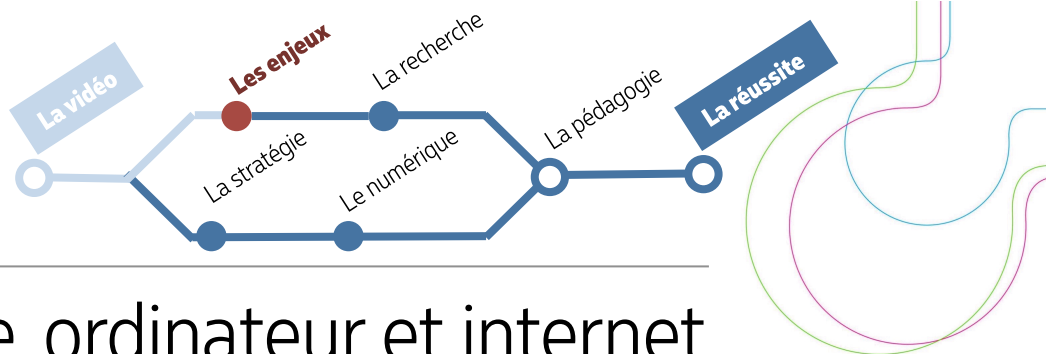 La vidéo
Les enjeux
La recherche
La stratégie
Le numérique
La pédagogie
La réussite
ordinateur et internet